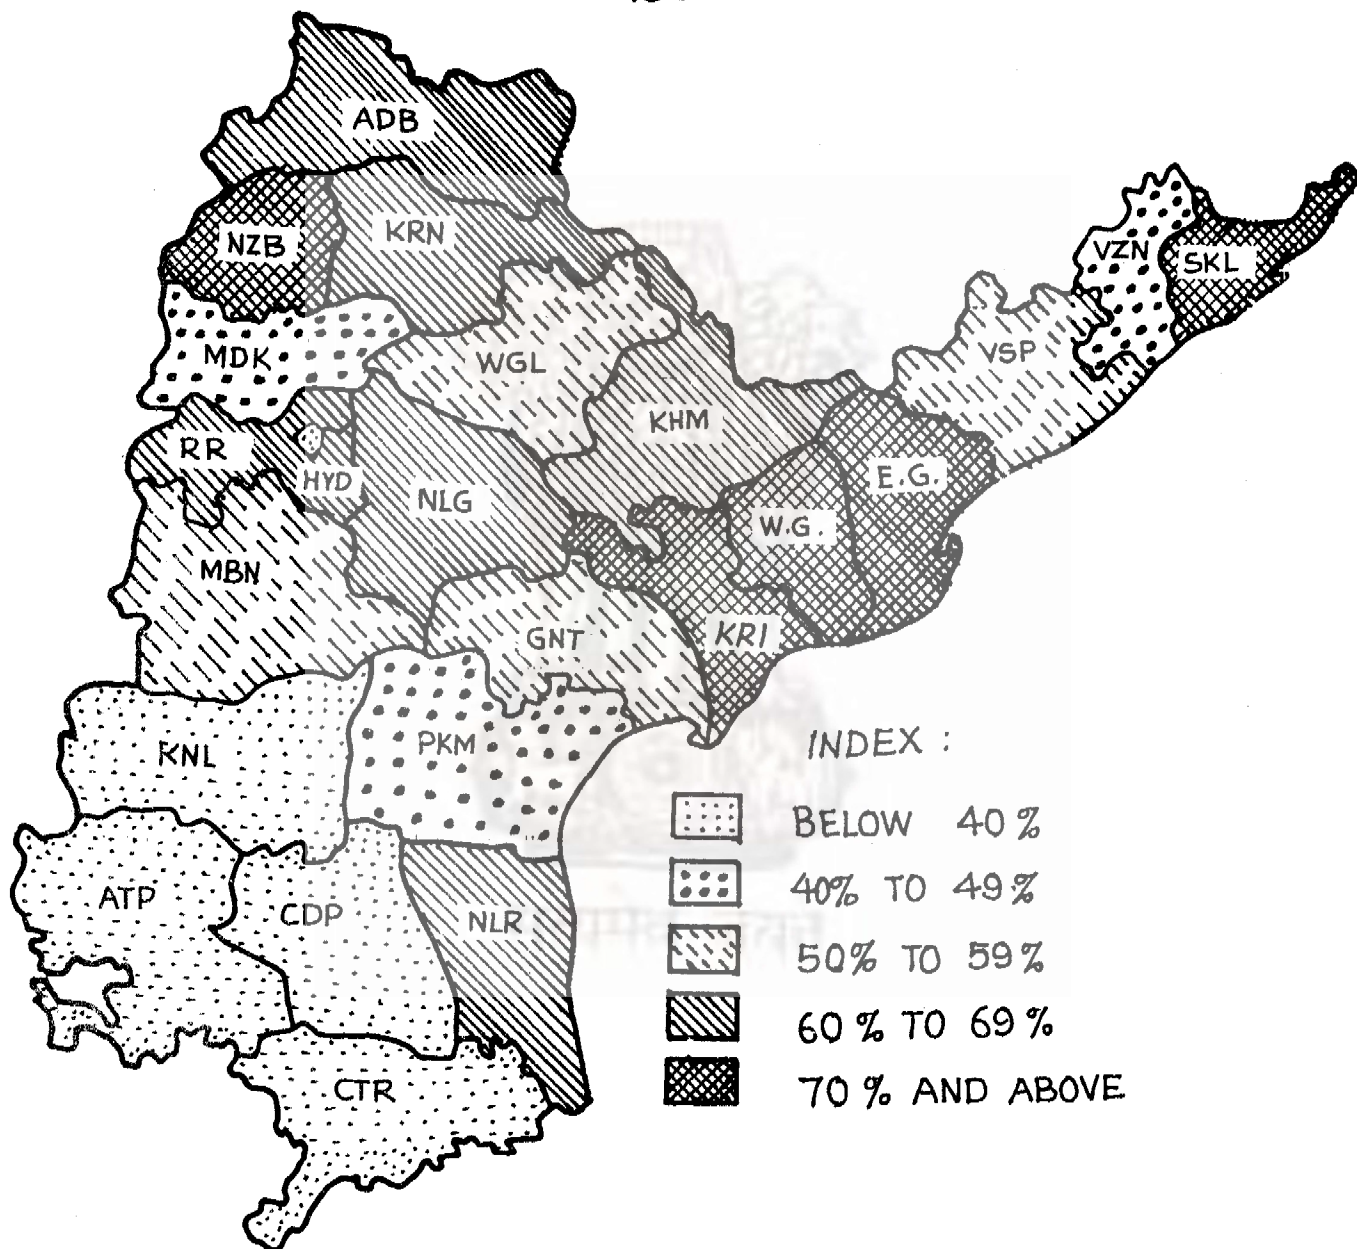 ADB
NZB
KRN
VZN
SKL
MDK
WGL
VSP
RR
HYD
NLG
KHM
E.G.
W.G.
MBN
GNT
KRI
KNL
PKM
ATP
CDP
NLR
CTR
INDEX :
BELOW 40%
40% TO 49%
50% TO 59%
60% TO 69%
70% AND ABOVE